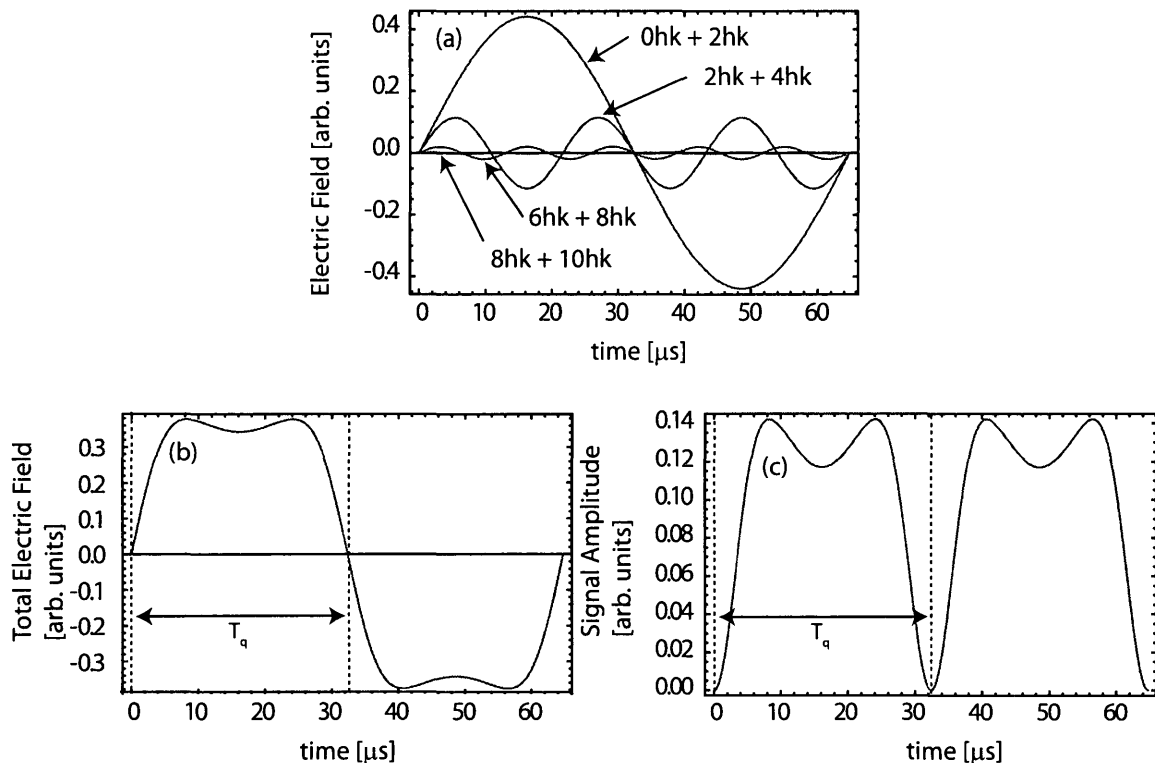 (a)
0hk + 2hk
2hk + 4hk
6hk + 8hk
8hk + 10hk
Electric Field [arb. units]
0.4
0.2
0.0
-0.2
-0.4
0 10 20 30 40 50 60
time [μs]
(b)
Total Electric Field
[arb. units]
0.3
0.2
0.1
0.0
-0.1
-0.2
-0.3
T_q
0 10 20 30 40 50 60
time [μs]
(c)
Signal Amplitude
[arb. units]
0.14
0.12
0.10
0.08
0.06
0.04
0.02
0.00
T_q
0 10 20 30 40 50 60
time [μs]